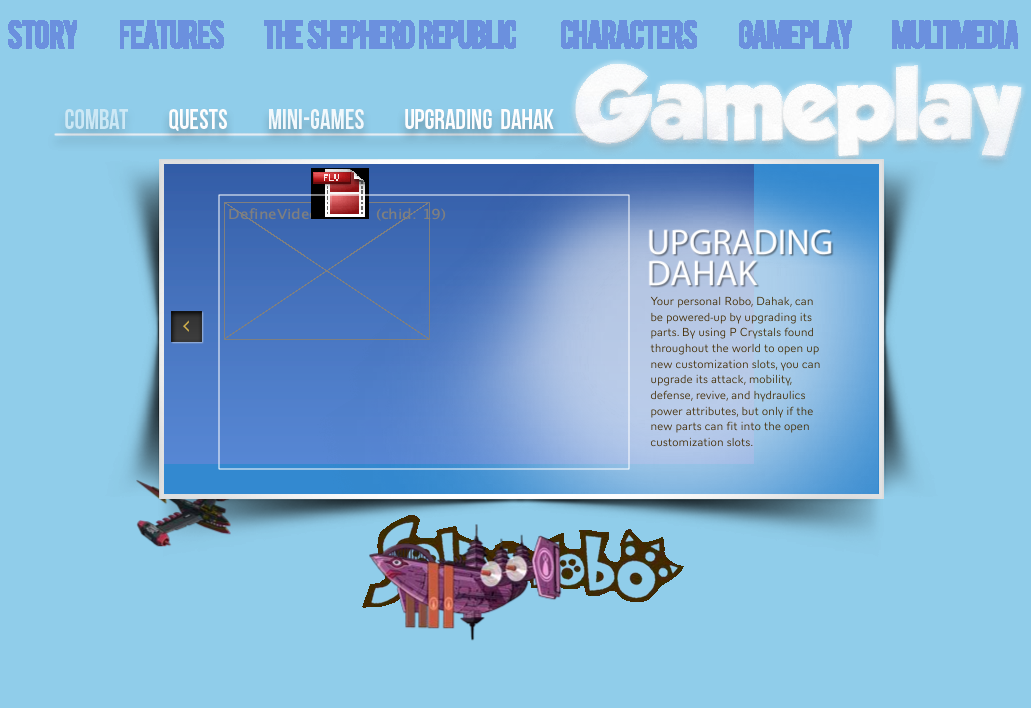 STORY FEATURES THE SHEPHERD REPUBLIC CHARACTERS GAMEPLAY MULTIMEDIA
Gameplay
COMBAT QUESTS MINI-GAMES UPGRADING DAHAK
FLV
DefineVide (chid: 19)
UPGRADING
DAHAK
Your personal Robo, Dahak, can
be powered-up by upgrading its
parts. By using P Crystals found
throughout the world to open up
new customization slots, you can
upgrade its attack, mobility,
defense, revive, and hydraulics
power attributes, but only if the
new parts can fit into the open
customization slots.